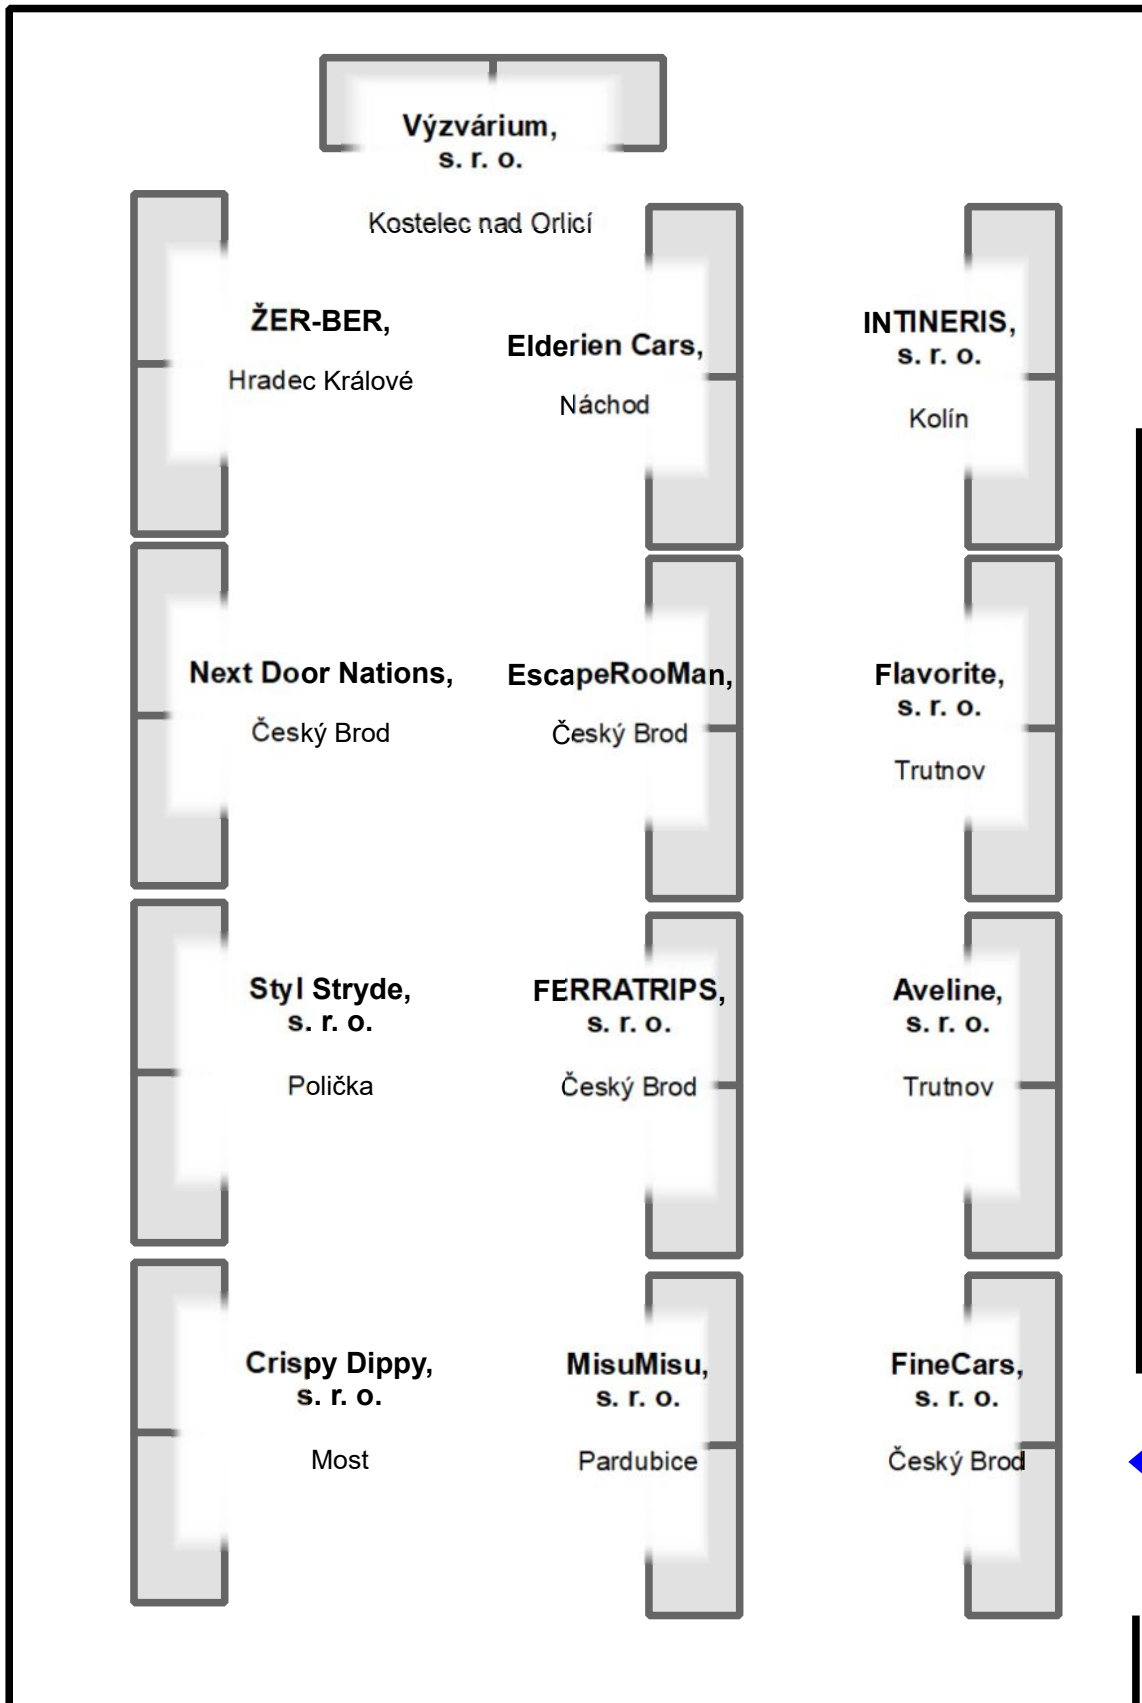 Výzvárium,
s. r. o.
Kostelec nad Orlicí
ŽER-BER,
Hradec Králové
Elderien Cars,
Náchod
INTINERIS,
s. r. o.
Kolín
Next Door Nations,
Český Brod
EscapeRooMan,
Český Brod
Flavorite,
s. r. o.
Trutnov
Styl Stryde,
s. r. o.
Polička
FERRATRIPS,
s. r. o.
Český Brod
Aveline,
s. r. o.
Trutnov
Crispy Dippy,
s. r. o.
Most
MisuMisu,
s. r. o.
Pardubice
FineCars,
s. r. o.
Český Brod